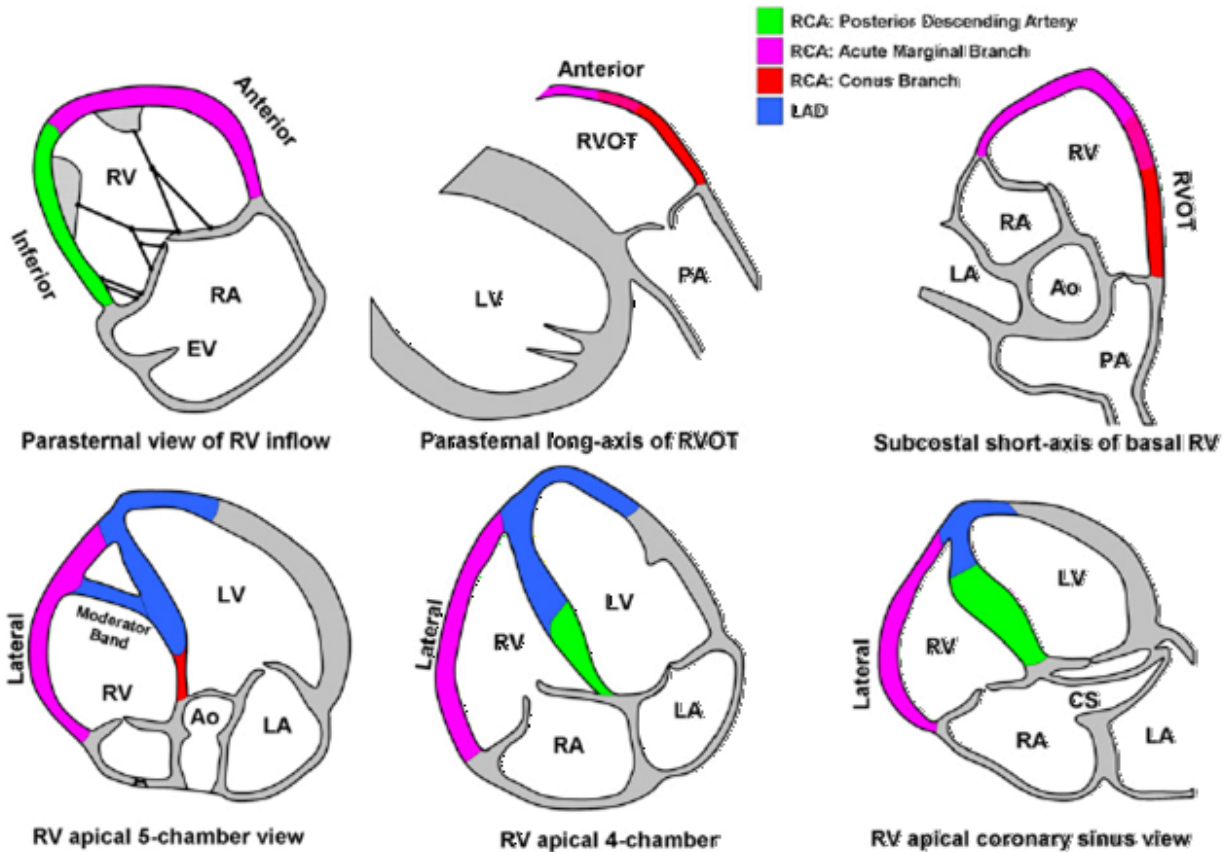 RCA: Posterior Descending Artery
RCA: Acute Marginal Branch
RCA: Conus Branch
LAD
Anterior
RV
Inferior
RA
EV
Parasternal view of RV inflow
Anterior
RVOT
PA
LV
Parasternal long-axis of RVOT
RV
RVOT
RA
LA
Ao
PA
Subcostal short-axis of basal RV
Lateral
LV
Moderator
Band
RV
Ao
LA
RV apical 5-chamber view
Lateral
LV
RV
LA
RA
RV apical 4-chamber
Lateral
LV
RV
CS
RA
LA
RV apical coronary sinus view